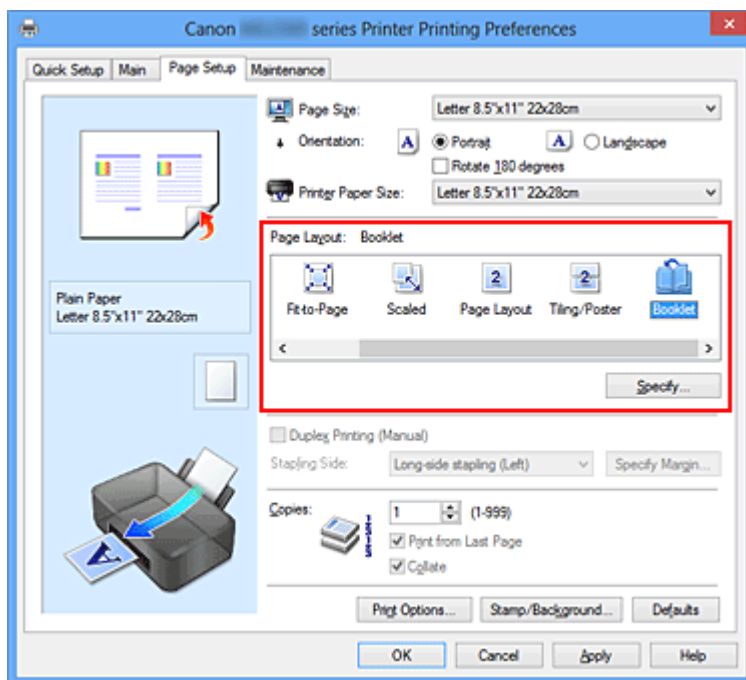 Canon series Printer Printing Preferences
Quick Setup Main Page Setup Maintenance
Page Size: Letter 8.5"x11" 22x28cm
Orientation: A Portrait A Landscape
Rotate 180 degrees
Printer Paper Size: Letter 8.5"x11" 22x28cm
Page Layout: Booklet
2 2
Fit-to-Page Scaled Page Layout Tiling/Poster Booklet
Specify...
Plain Paper
Letter 8.5"x11" 22x28cm
Duplex Printing (Manual)
Stapling Side: Long-side stapling (Left) Specify Margin...
Copies: 1 (1-999)
Print from Last Page
Collate
A
Print Options... Stamp/Background... Defaults
OK Cancel Apply Help